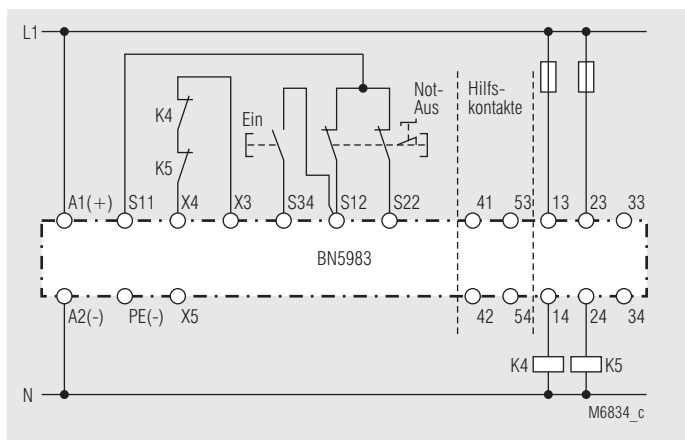 L1
Not-
Aus
Hilfs-
kontakte
K4
Ein
K5
A1(+) S11 X4 X3 S34 S12 S22 41 53 13 23 33
BN5983
A2(-) PE(-) X5 42 54 14 24 34
K4 K5
N
M6834_c